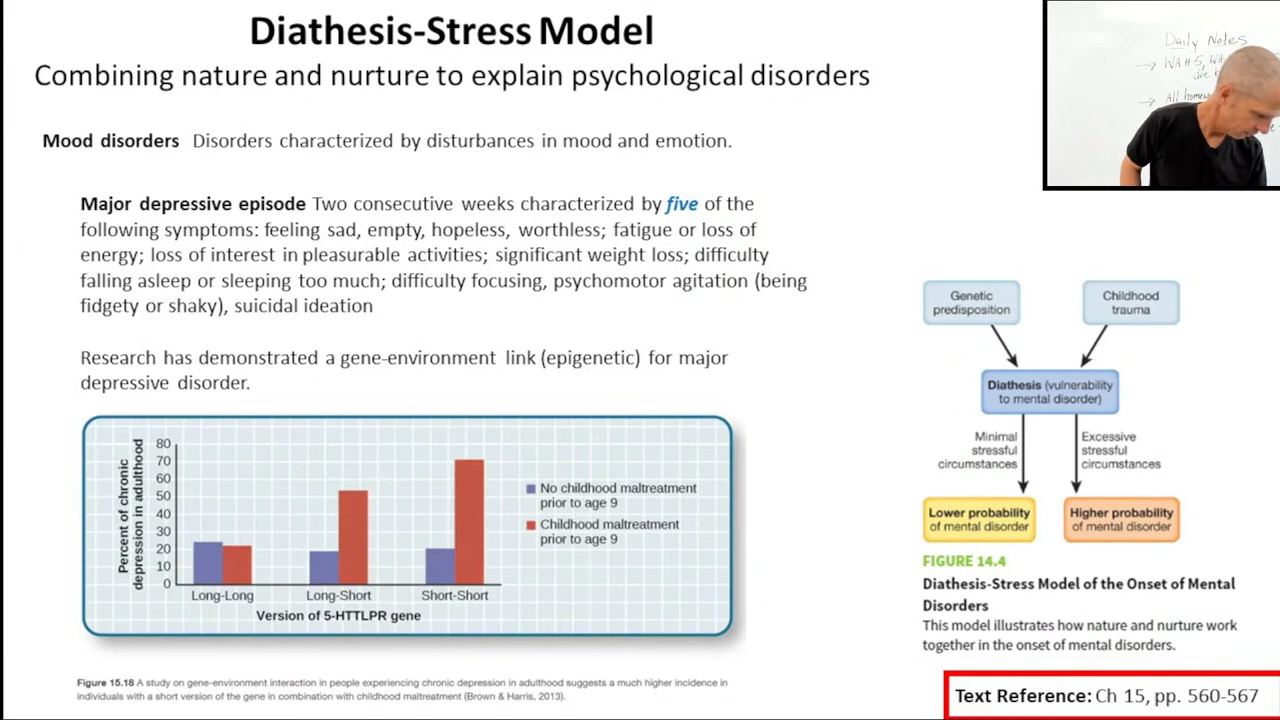 Diathesis-Stress Model
Combining nature and nurture to explain psychological disorders
Mood disorders Disorders characterized by disturbances in mood and emotion.
Major depressive episode Two consecutive weeks characterized by five of the
following symptoms: feeling sad, empty, hopeless, worthless; fatigue or loss of
energy; loss of interest in pleasurable activities; significant weight loss; difficulty
falling asleep or sleeping too much; difficulty focusing, psychomotor agitation (being
fidgety or shaky), suicidal ideation
Research has demonstrated a gene-environment link (epigenetic) for major
depressive disorder.
Percent of chronic
depression in adulthood
80
70
60
50
40
30
20
10
0
Long-Long
Long-Short
Short-Short
Version of 5-HTTLPR gene
No childhood maltreatment
prior to age 9
Childhood maltreatment
prior to age 9
Figure 15.18 A study on gene-environment interaction in people experiencing chronic depression in adulthood suggests a much higher incidence in
individuals with a short version of the gene in combination with childhood maltreatment (Brown & Harris, 2013).
Daily Notes
WA# 5,
All
Genetic
predisposition
Childhood
trauma
Diathesis (vulnerability
to mental disorder)
Minimal
stressful
circumstances
Excessive
stressful
circumstances
Lower probability
of mental disorder
Higher probability
of mental disorder
FIGURE 14.4
Diathesis-Stress Model of the Onset of Mental
Disorders
This model illustrates how nature and nurture work
together in the onset of mental disorders.
Text Reference: Ch 15, pp. 560-567